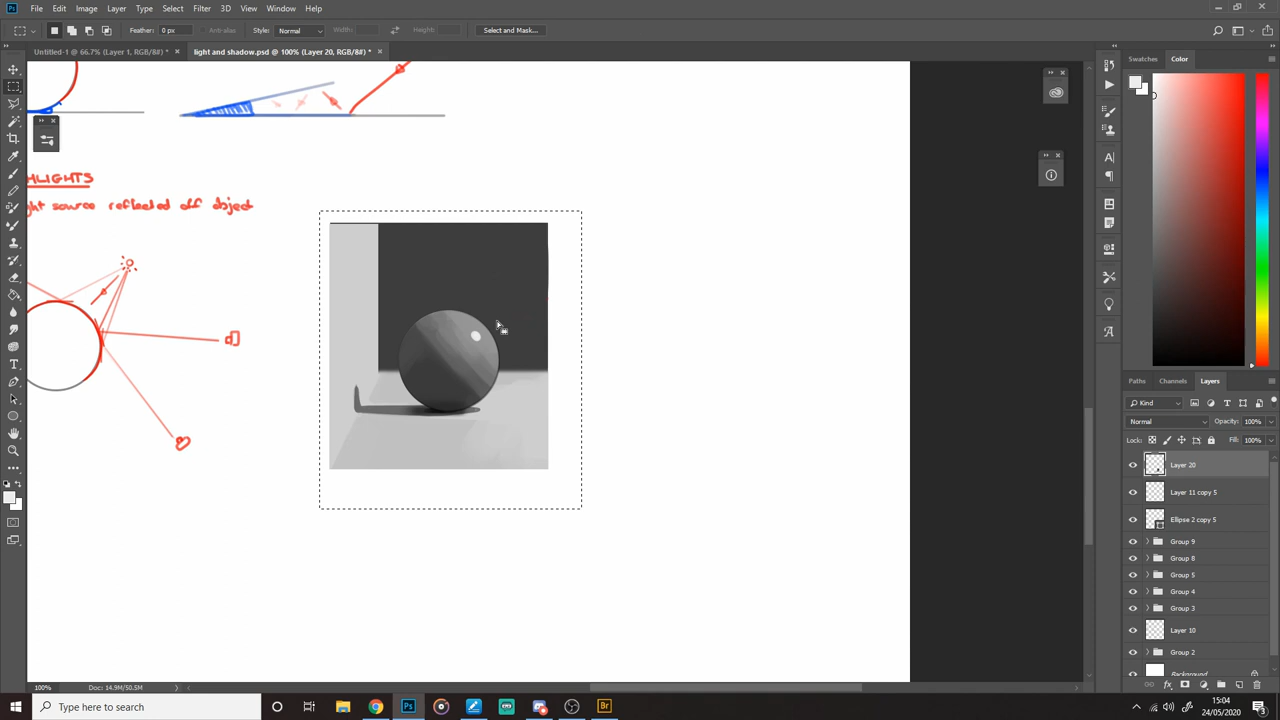 File Edit Image Layer Type Select Filter 3D View Window Help
Feather: 0 px Anti-alias Style: Normal Width: Height: Select and Mask...
Untitled-1 @ 66.7% (Layer 1, RGB/8#) * × light and shadow.psd @ 100% (Layer 20, RGB/8#) * ×
Swatches Color
HLIGHTS
ght source reflected off object
Paths Channels Layers
Kind
Normal Opacity: 100%
Lock: Fill: 100%
Layer 20
Layer 11 copy 5
Ellipse 2 copy 5
Group 9
Group 8
Group 5
Group 4
Group 3
Layer 10
Group 2
Background
100% Doc: 14.9M/50.5M
Type here to search
15:04
24/05/2020